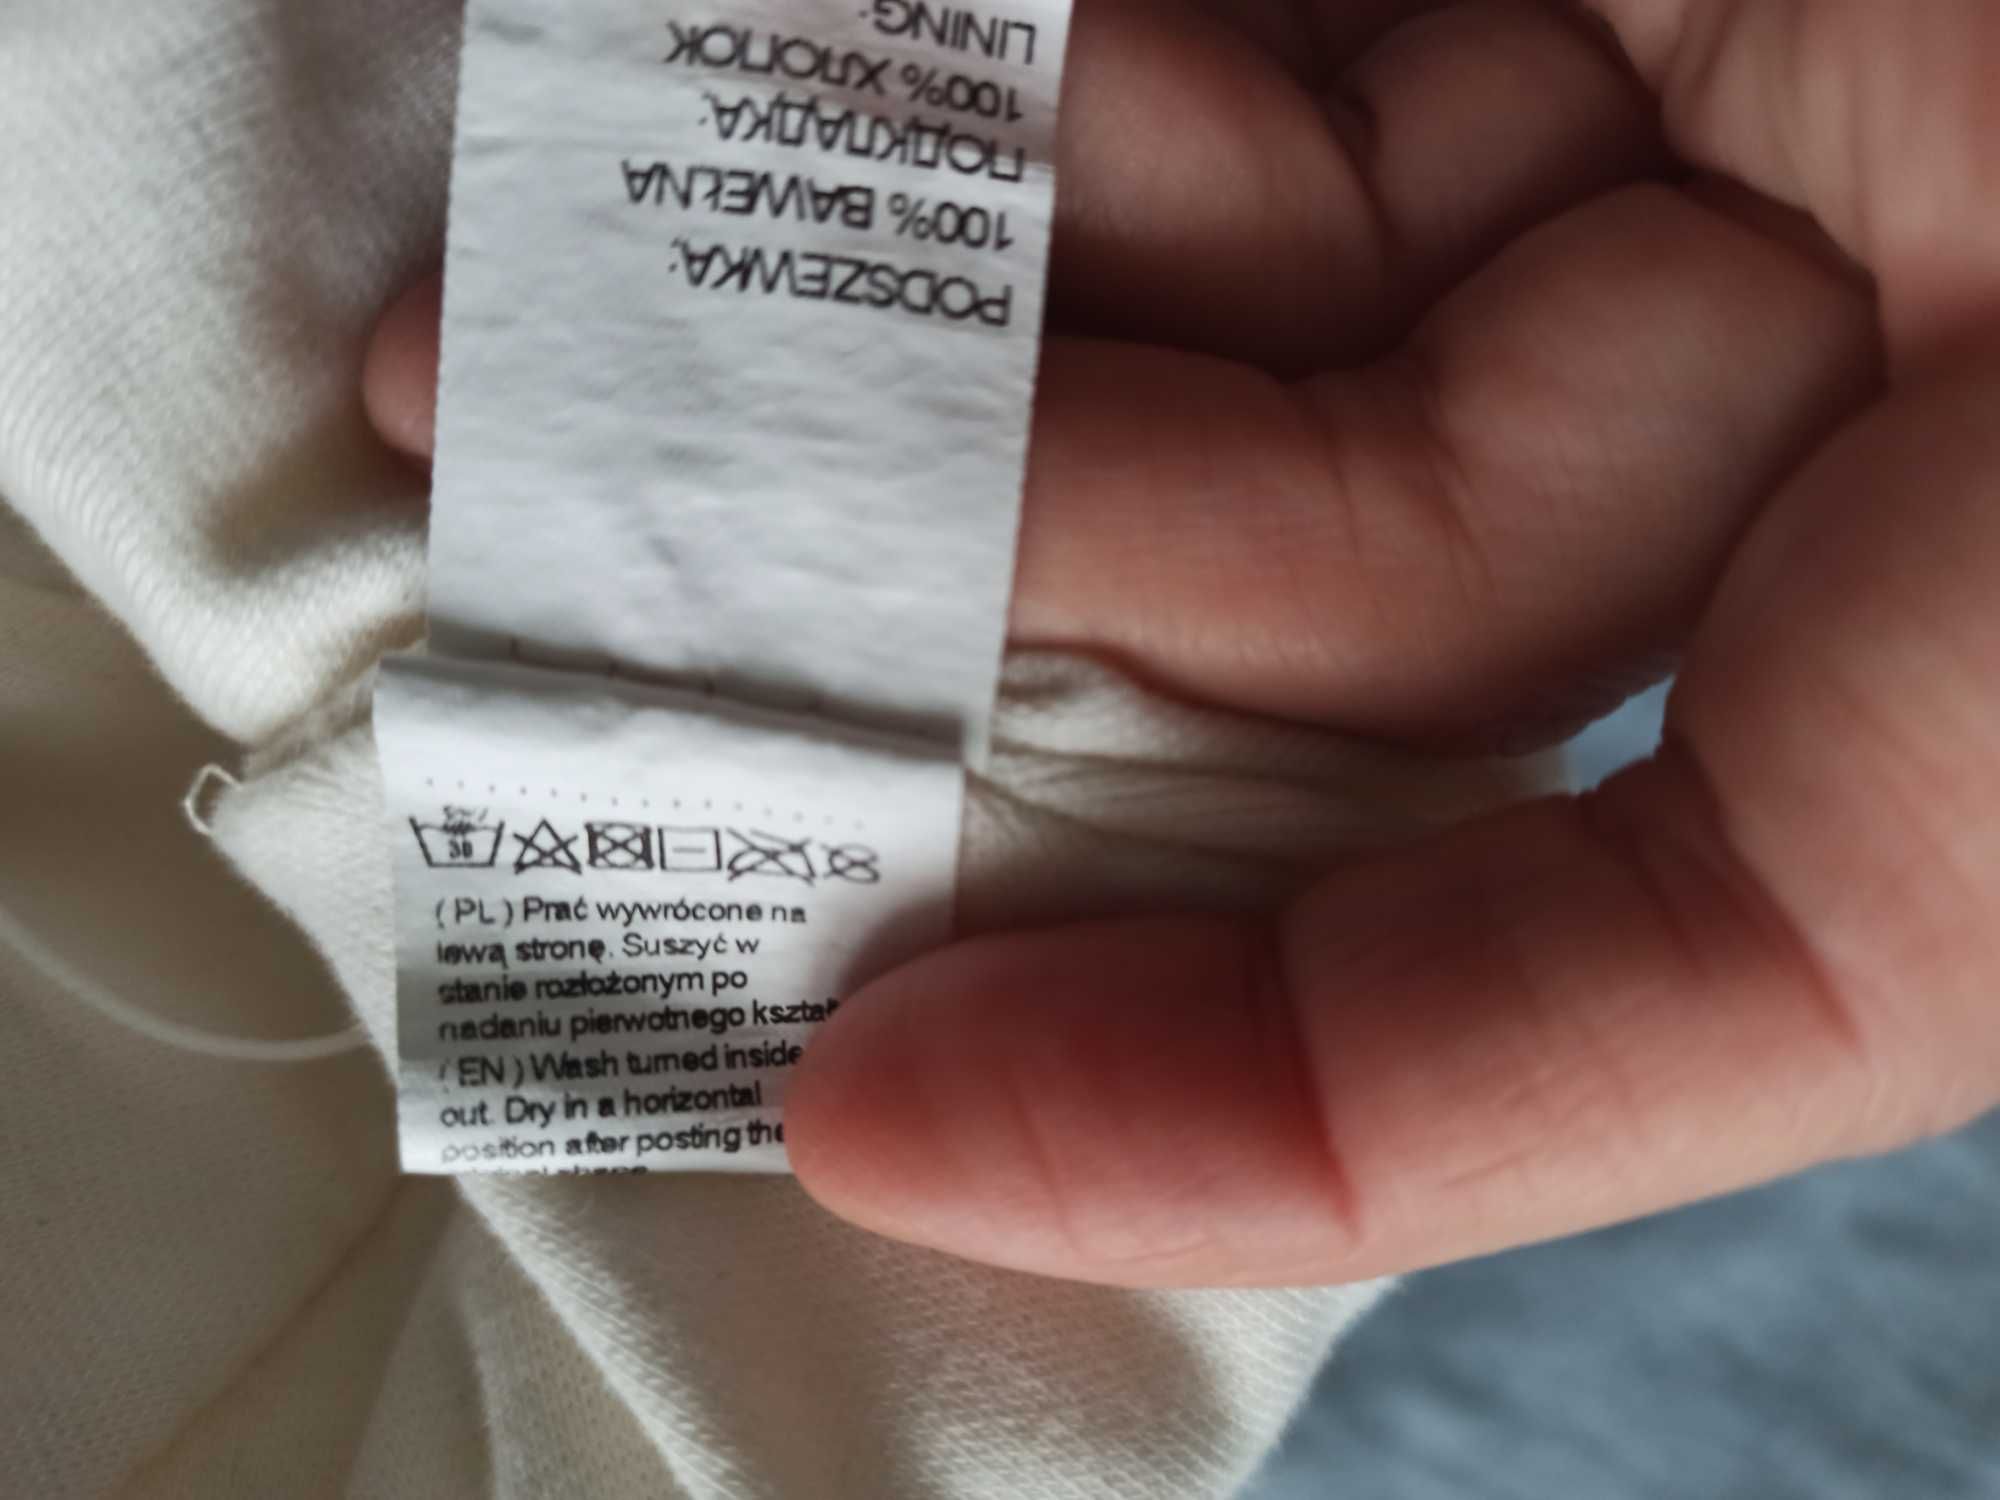 PODSZEWKA:
100% BAWEŁNA
ПОДКЛАДКА:
100% ХЛОПОК
LINING:
30
( PL ) Prać wywrócone na
lewą stronę. Suszyć w
stanie rozłożonym po
nadaniu pierwotnego kształ
( EN ) Wash turned inside
out. Dry in a horizontal
position after posting the